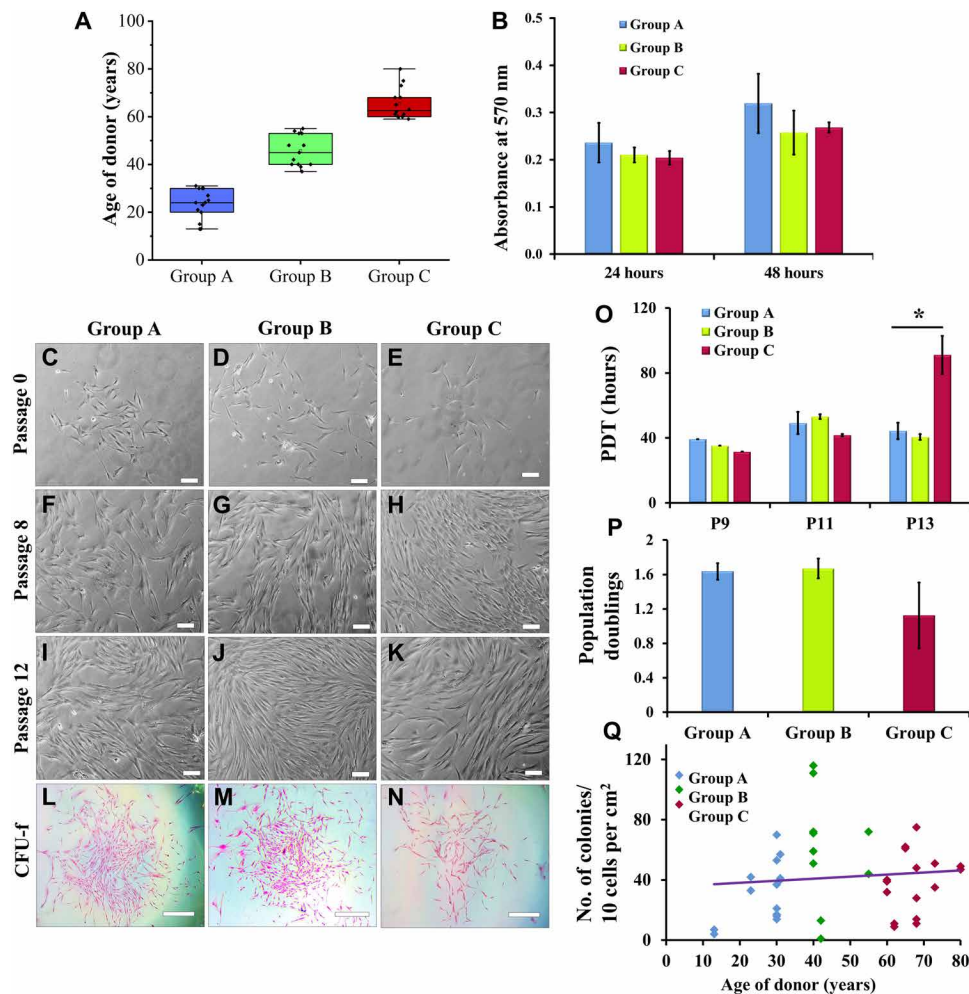 A
Age of donor (years)
100
80
60
40
20
0
Group A
Group B
Group C
B
Group A
Group B
Group C
Absorbance at 570 nm
0.5
0.4
0.3
0.2
0.1
0.0
24 hours
48 hours
Group A
Group B
Group C
Passage 0
C
D
E
Passage 8
F
G
H
Passage 12
I
J
K
CFU-f
L
M
N
O
Group A
Group B
Group C
*
PDT (hours)
120
80
40
0
P9
P11
P13
P
Population
doublings
2
1.6
1.2
0.8
0.4
0
Group A
Group B
Group C
Q
Group A
Group B
Group C
No. of colonies/
10 cells per cm²
120
80
40
0
0
10
20
30
40
50
60
70
80
Age of donor (years)